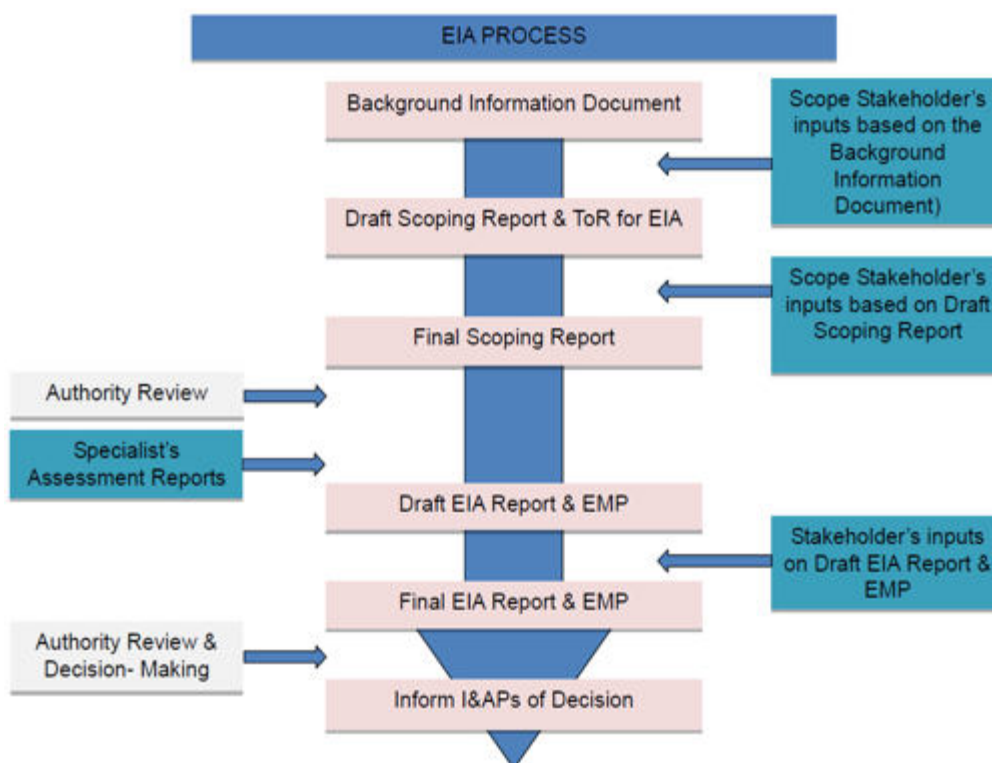 EIA PROCESS
Background Information Document
Scope Stakeholder's
inputs based on the
Background
Information
Document)
Draft Scoping Report & ToR for EIA
Scope Stakeholder's
inputs based on Draft
Scoping Report
Final Scoping Report
Authority Review
Specialist's
Assessment Reports
Draft EIA Report & EMP
Stakeholder's inputs
on Draft EIA Report &
EMP
Final EIA Report & EMP
Authority Review &
Decision- Making
Inform I&APs of Decision